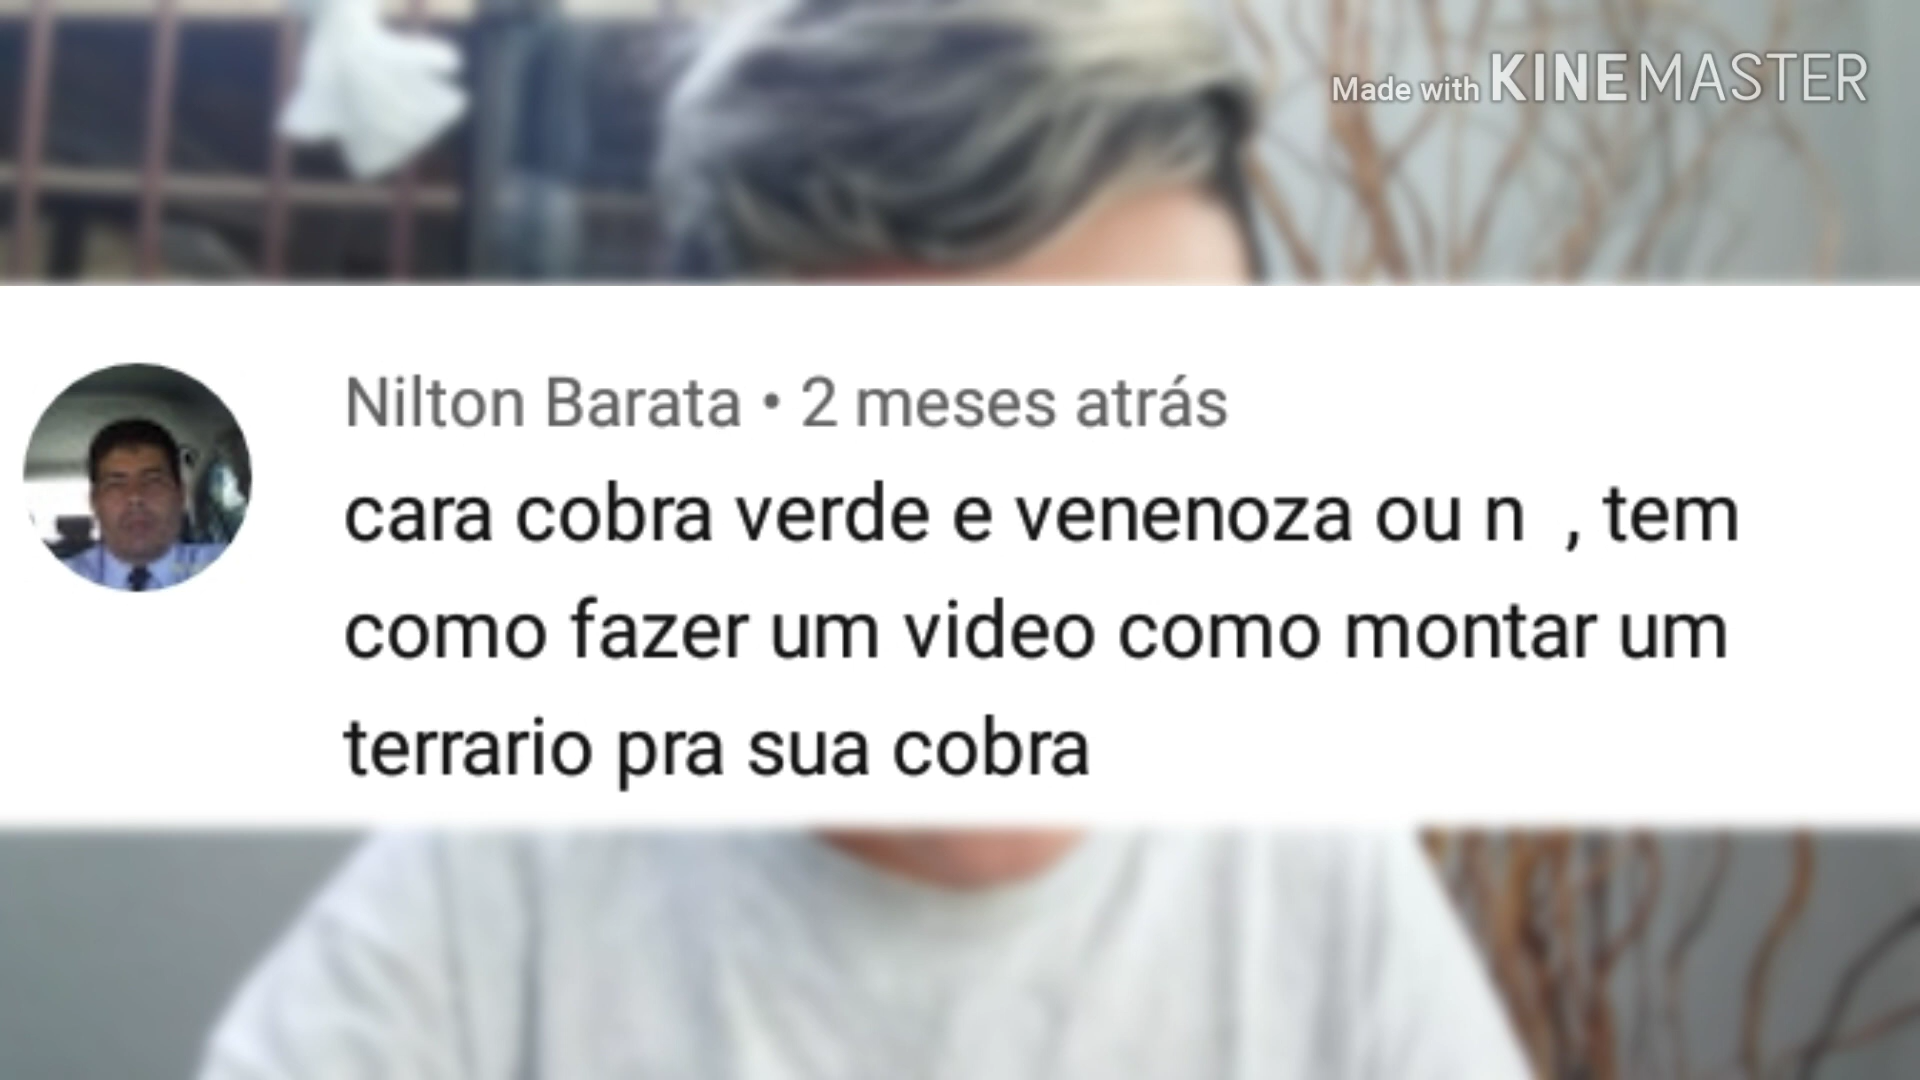 Made with KINEMASTER
Nilton Barata • 2 meses atrás
cara cobra verde e venenoza ou n , tem
como fazer um video como montar um
terrario pra sua cobra